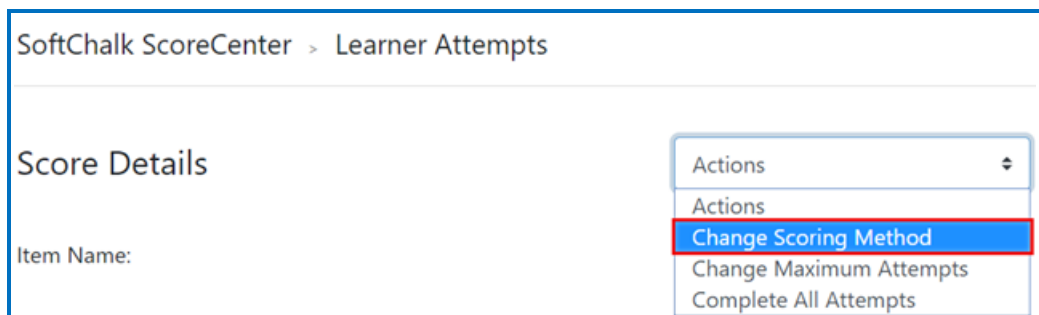 SoftChalk ScoreCenter > Learner Attempts
Score Details
Actions
Actions
Change Scoring Method
Change Maximum Attempts
Complete All Attempts
Item Name: